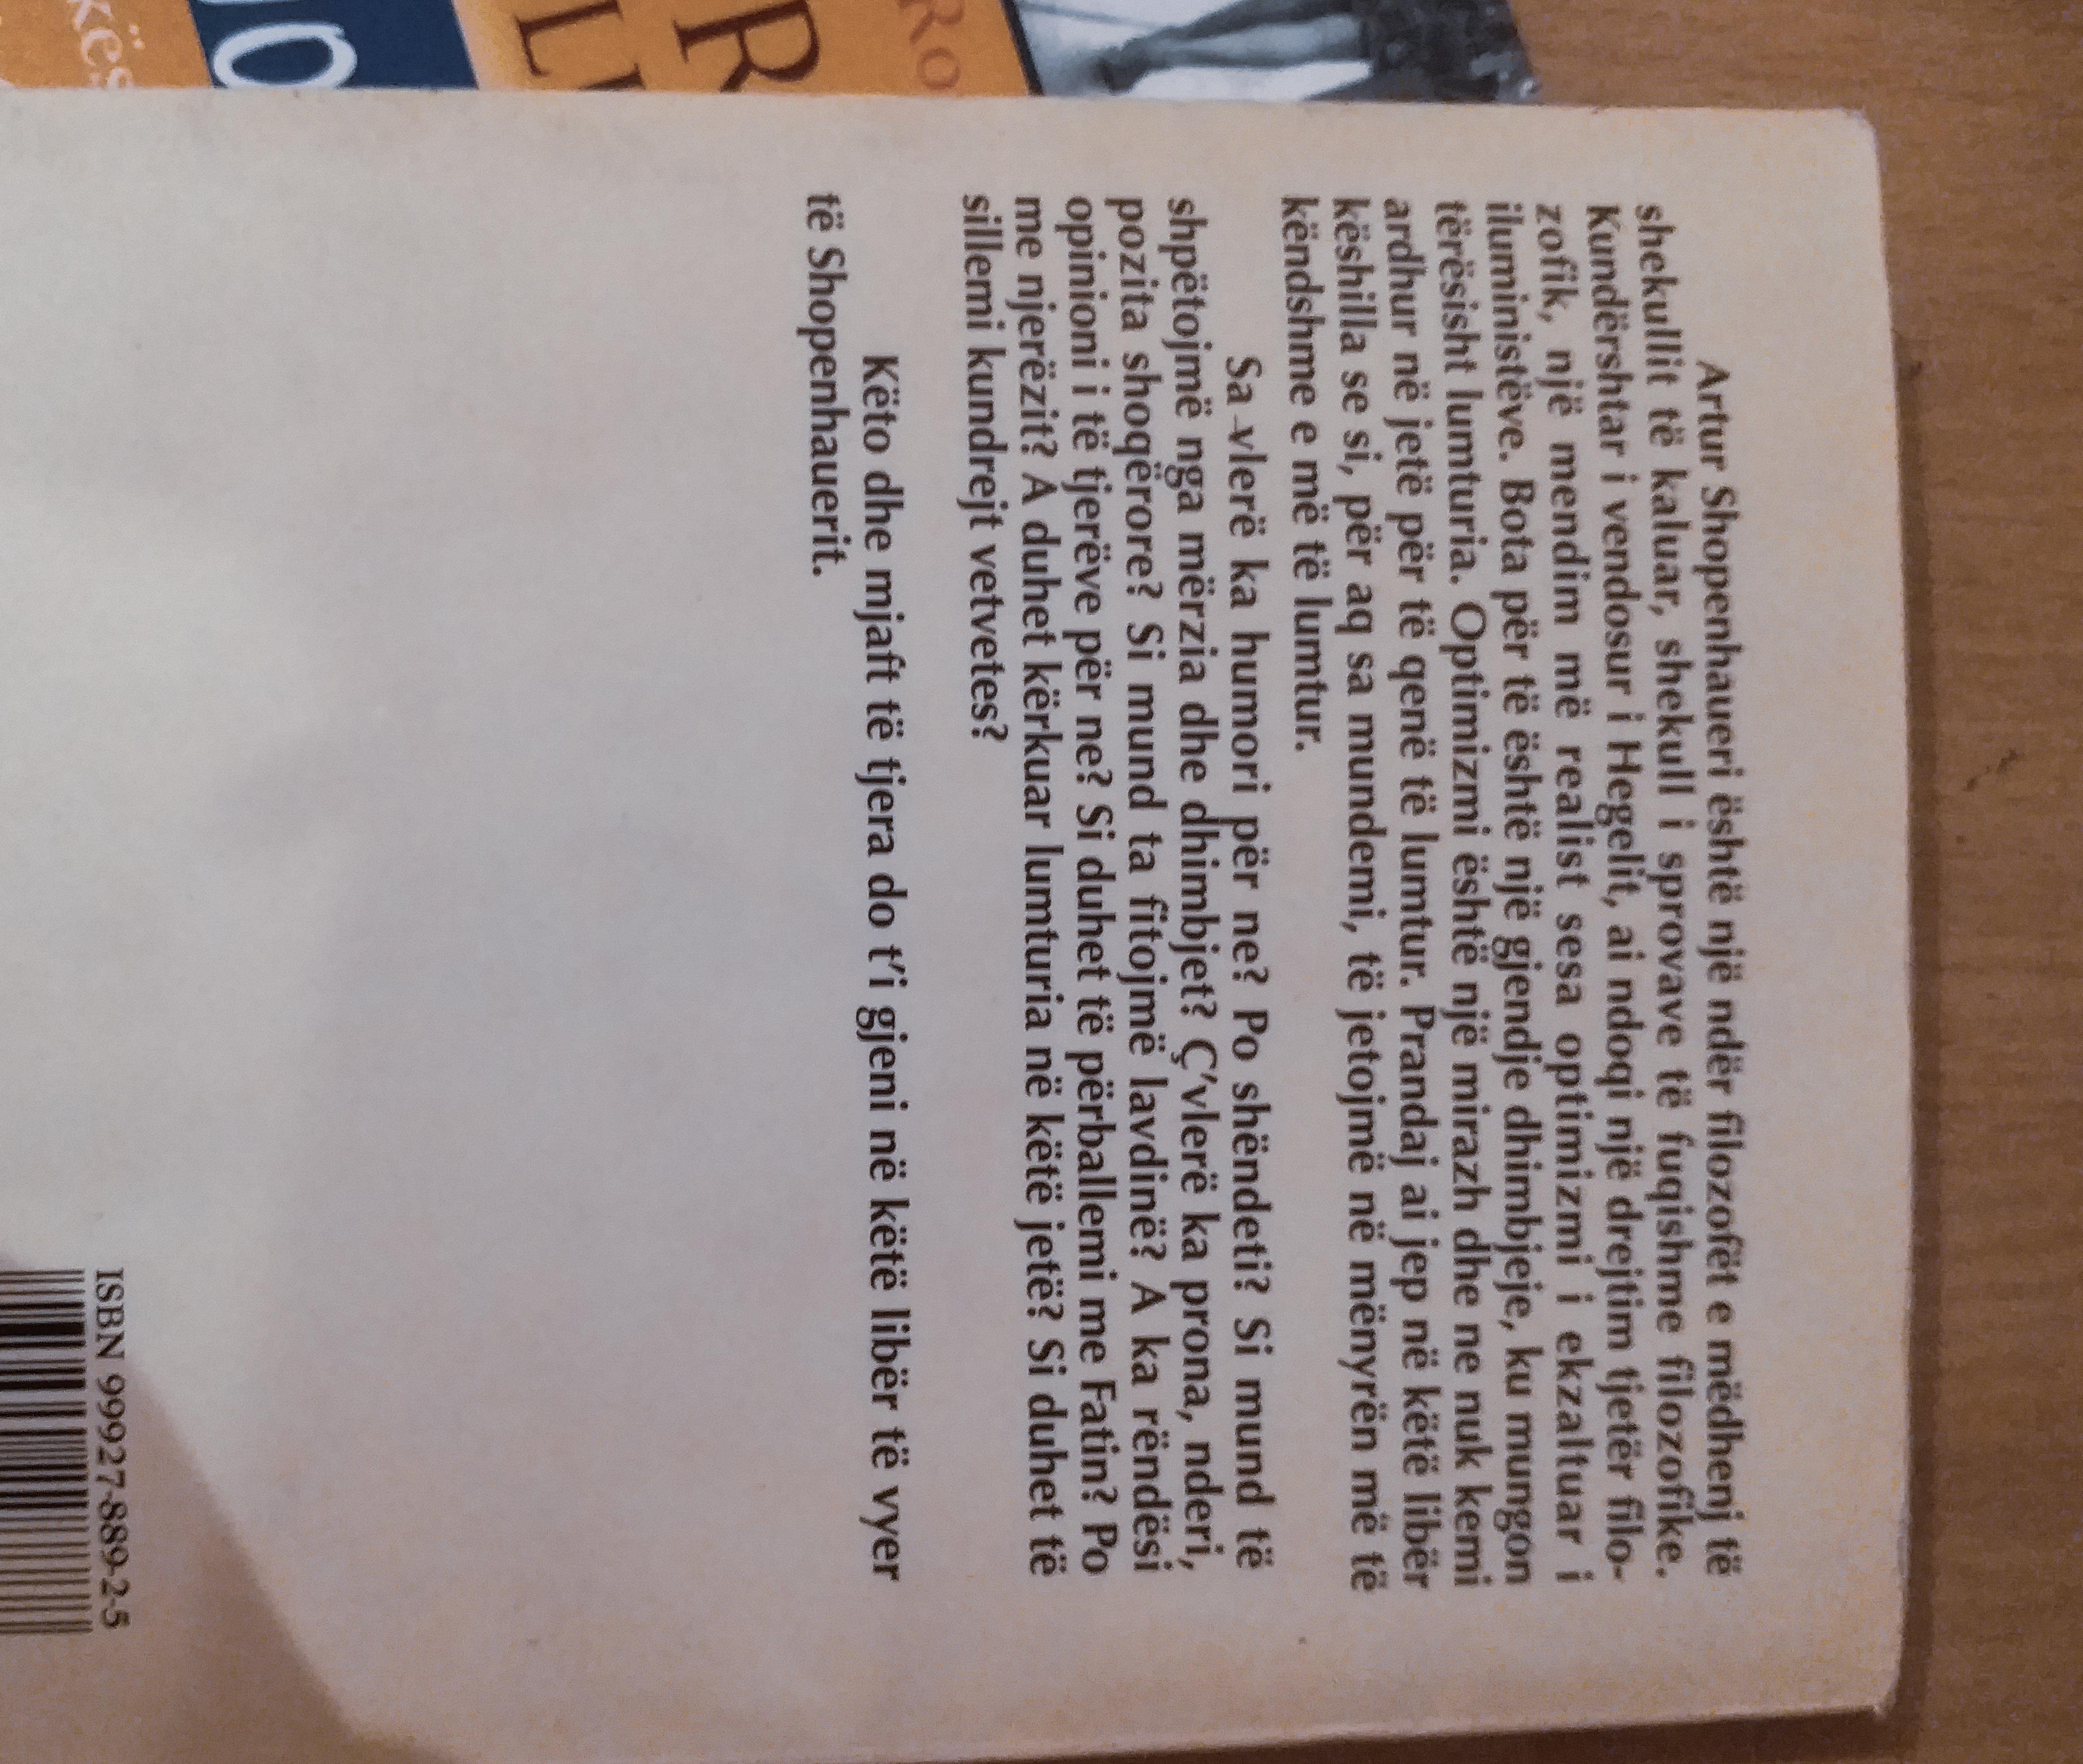 Artur Shopenhaueri është një ndër filozofët e mëdhenj të
shekullit të kaluar, shekull i sprovave të fuqishme filozofike.
Kundërshtar i vendosur i Hegelit, ai ndoqi një drejtim tjetër filo-
zofik, një mendim më realist sesa optimizmi i ekzaltuar i
iluministëve. Bota për të është një gjendje dhimbjeje, ku mungon
tërësisht lumturia. Optimizmi është një mirazh dhe ne nuk kemi
ardhur në jetë për të qenë të lumtur. Prandaj ai jep në këtë libër
këshilla se si, për aq sa mundemi, të jetojmë në mënyrën më të
këndshme e më të lumtur.
Sa vlerë ka humori për ne? Po shëndeti? Si mund të
shpëtojmë nga mërzia dhe dhimbjet? Ç'vlerë ka prona, nderi,
pozita shoqërore? Si mund ta fitojmë lavdinë? A ka rëndësi
opinioni i të tjerëve për ne? Si duhet të përballemi me Fatin? Po
me njerëzit? A duhet kërkuar lumturia në këtë jetë? Si duhet të
sillemi kundrejt vetvetes?
Këto dhe mjaft të tjera do t'i gjeni në këtë libër të vyer
të Shopenhauerit.
ISBN 99927-889-2-5
Ro
R